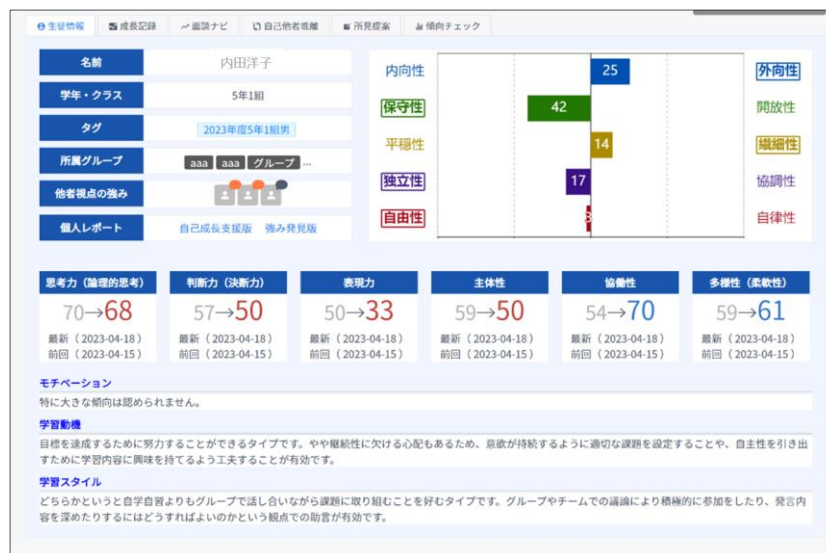 生徒情報 成長記録 面談ナビ 自己他者乖離 所見提案 傾向チェック
名前 内田洋子
学年・クラス 5年1組
タグ 2023年度5年1組男
所属グループ aaa aaa グループ ...
他者視点の強み
個人レポート 自己成長支援版 強み発見版
内向性 25 外向性
保守性 42 開放性
平穏性 14 繊細性
独立性 17 協調性
自由性 3 自律性
思考力（論理的思考） 判断力（決断力） 表現力 主体性 協働性 多様性（柔軟性）
70→68 57→50 50→33 59→50 54→70 59→61
最新（2023-04-18） 最新（2023-04-18） 最新（2023-04-18） 最新（2023-04-18） 最新（2023-04-18） 最新（2023-04-18）
前回（2023-04-15） 前回（2023-04-15） 前回（2023-04-15） 前回（2023-04-15） 前回（2023-04-15） 前回（2023-04-15）
モチベーション
特に大きな傾向は認められません。
学習動機
目標を達成するために努力することができるタイプです。やや継続性に欠ける心配もあるため、意欲が持続するように適切な課題を設定することや、自主性を引き出
すために学習内容に興味を持てるよう工夫することが有効です。
学習スタイル
どちらかというと自学自習よりもグループで話し合いながら課題に取り組むことを好むタイプです。グループやチームでの議論により積極的に参加をしたり、発言内
容を深めたりするにはどうすればよいのかという観点での助言が有効です。